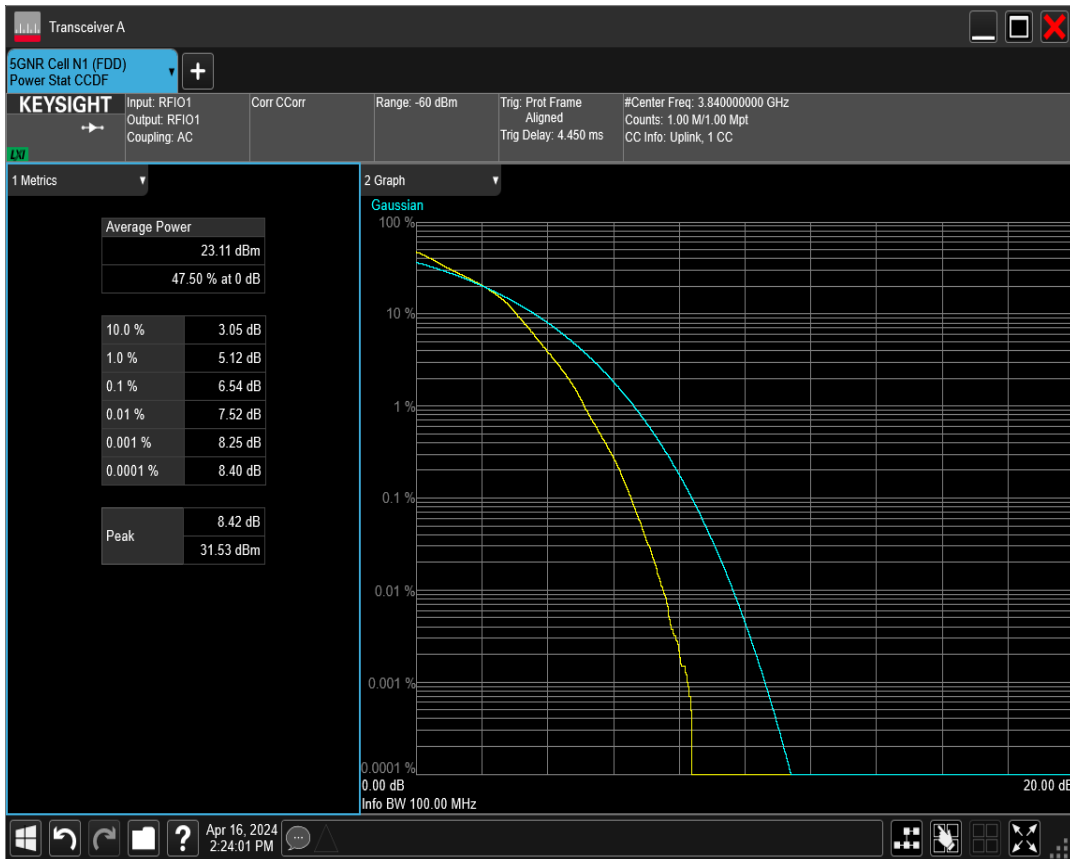 Transceiver A
5GNR Cell N1 (FDD)
Power Stat CCDF
+
KEYSIGHT
LXI
Input: RFIO1
Output: RFIO1
Coupling: AC
Corr CCorr
Range: -60 dBm
Trig: Prot Frame
Aligned
Trig Delay: 4.450 ms
#Center Freq: 3.840000000 GHz
Counts: 1.00 M/1.00 Mpt
CC Info: Uplink, 1 CC
1 Metrics
Average Power
23.11 dBm
47.50 % at 0 dB
10.0 % 3.05 dB
1.0 % 5.12 dB
0.1 % 6.54 dB
0.01 % 7.52 dB
0.001 % 8.25 dB
0.0001 % 8.40 dB
Peak
8.42 dB
31.53 dBm
2 Graph
Gaussian
100 %
10 %
1 %
0.1 %
0.01 %
0.001 %
0.0001 %
0.00 dB 20.00 dB
Info BW 100.00 MHz
?
Apr 16, 2024
2:24:01 PM